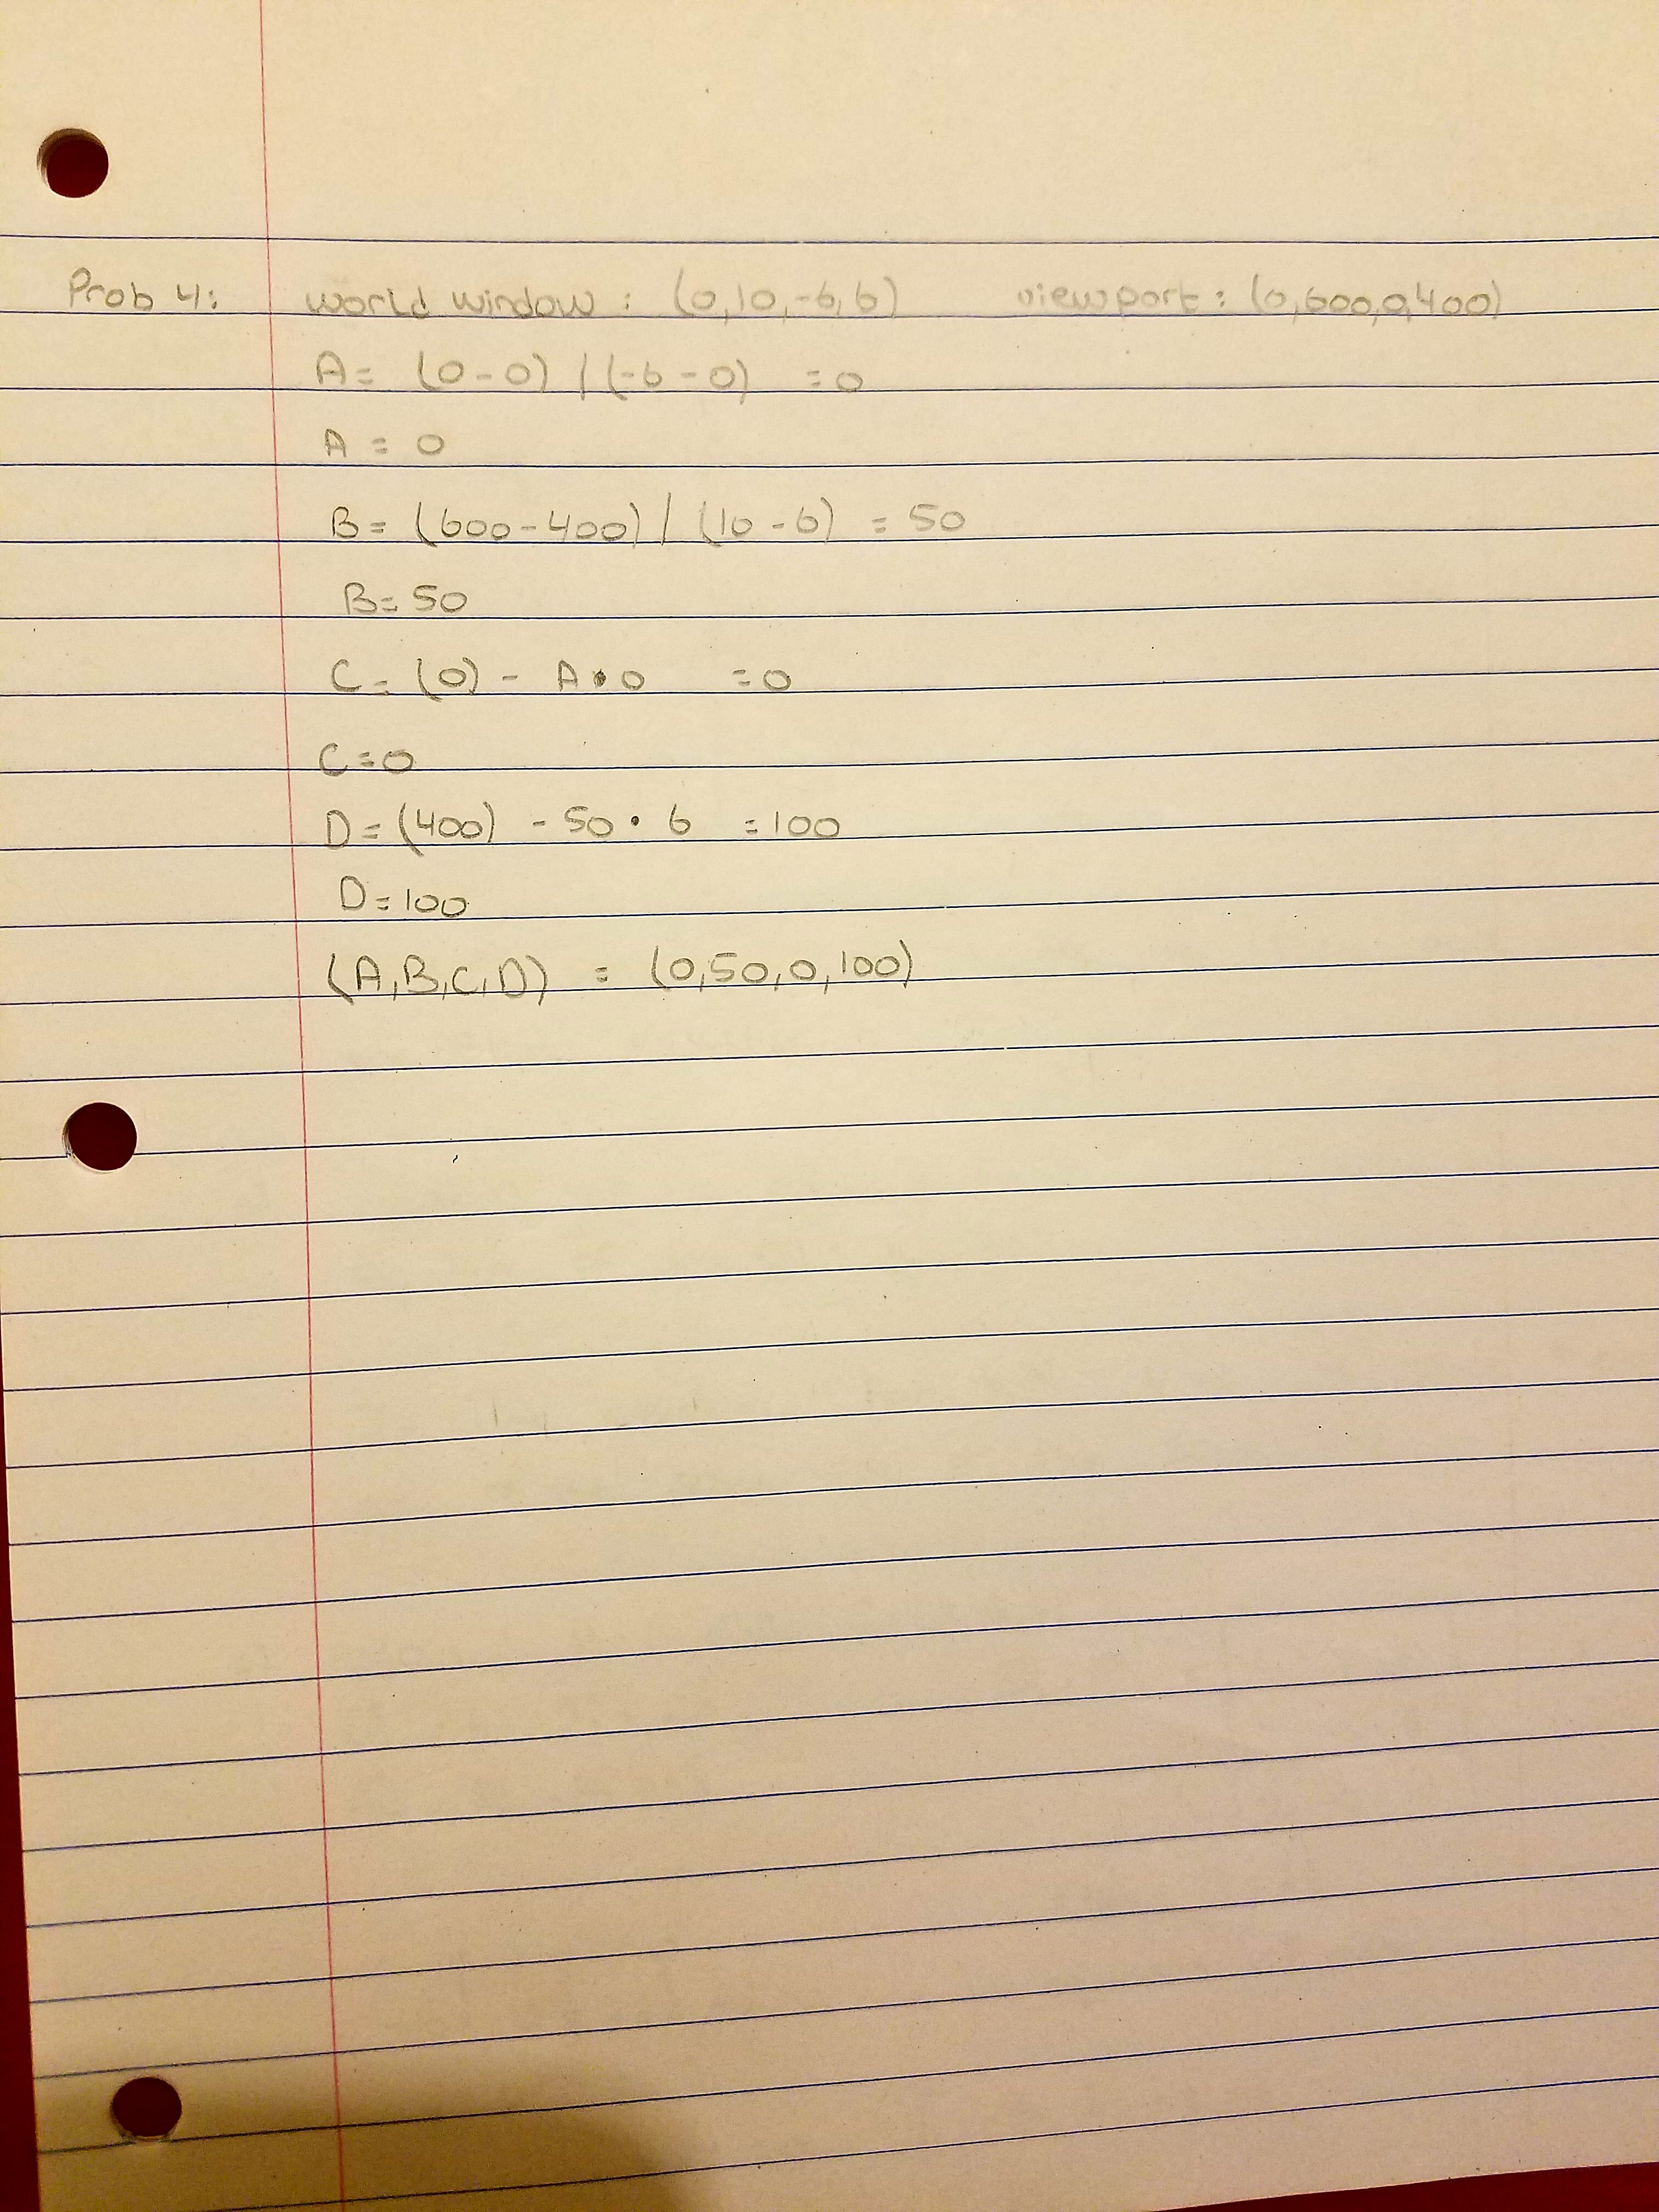 Prob 4: world window : (0,10,-6,6) viewport : (0,600,0,400)
A = (0-0) / (-6-0) = 0
A = 0
B = (600-400) / (10-6) = 50
B = 50
C = (0) - A • 0 = 0
C = 0
D = (400) - 50 • 6 = 100
D = 100
(A,B,C,D) = (0,50,0,100)